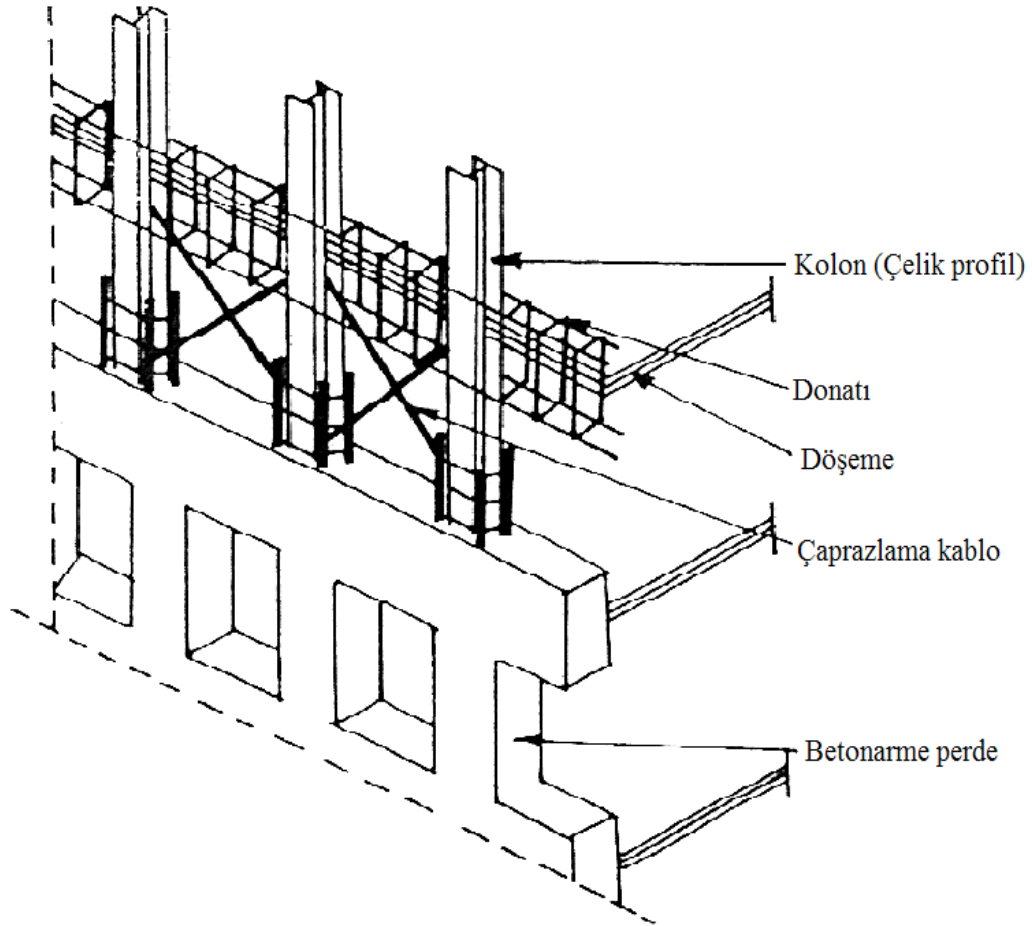 Kolon (Çelik profil)
Donatı
Döşeme
Çaprazlama kablo
Betonarme perde